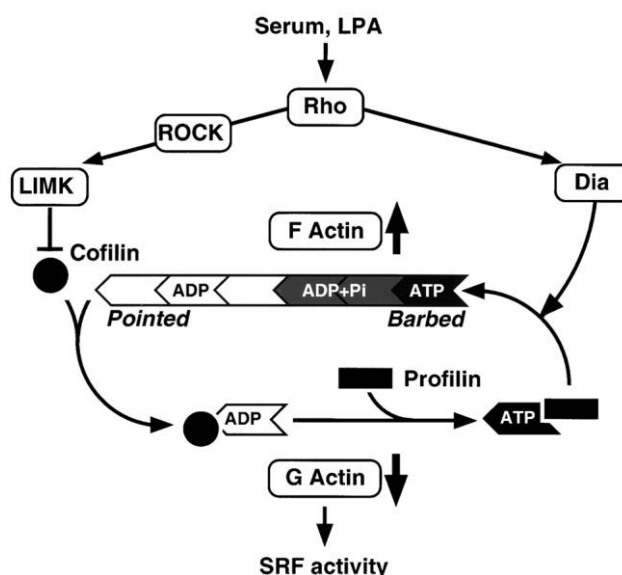 Serum, LPA
Rho
ROCK
LIMK
Dia
F Actin
Cofilin
ADP
ADP+Pi
ATP
Pointed
Barbed
Profilin
ADP
ATP
G Actin
SRF activity